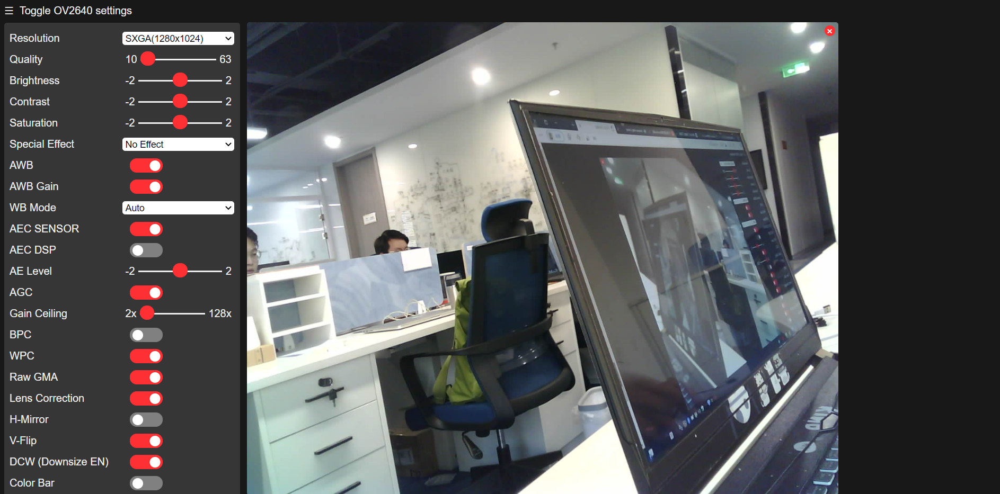 ☰ Toggle OV2640 settings
Resolution SXGA(1280x1024)
Quality 10 63
Brightness -2 2
Contrast -2 2
Saturation -2 2
Special Effect No Effect
AWB
AWB Gain
WB Mode Auto
AEC SENSOR
AEC DSP
AE Level -2 2
AGC
Gain Ceiling 2x 128x
BPC
WPC
Raw GMA
Lens Correction
H-Mirror
V-Flip
DCW (Downsize EN)
Color Bar